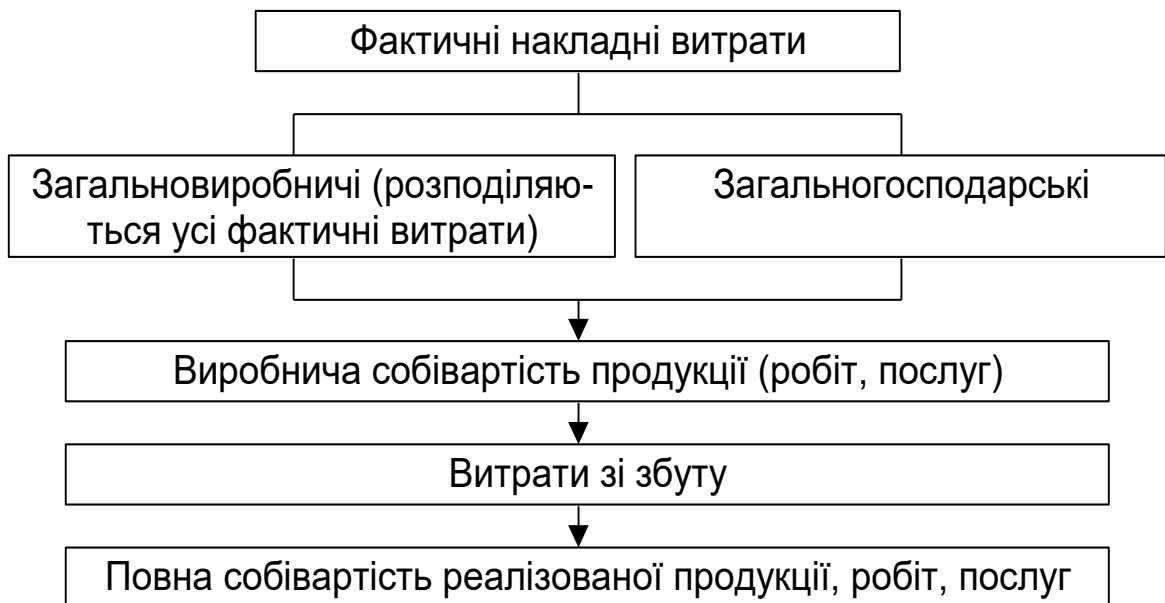 Фактичні накладні витрати
Загальновиробничі (розподіляю-
ться усі фактичні витрати)
Загальногосподарські
Виробнича собівартість продукції (робіт, послуг)
Витрати зі збуту
Повна собівартість реалізованої продукції, робіт, послуг